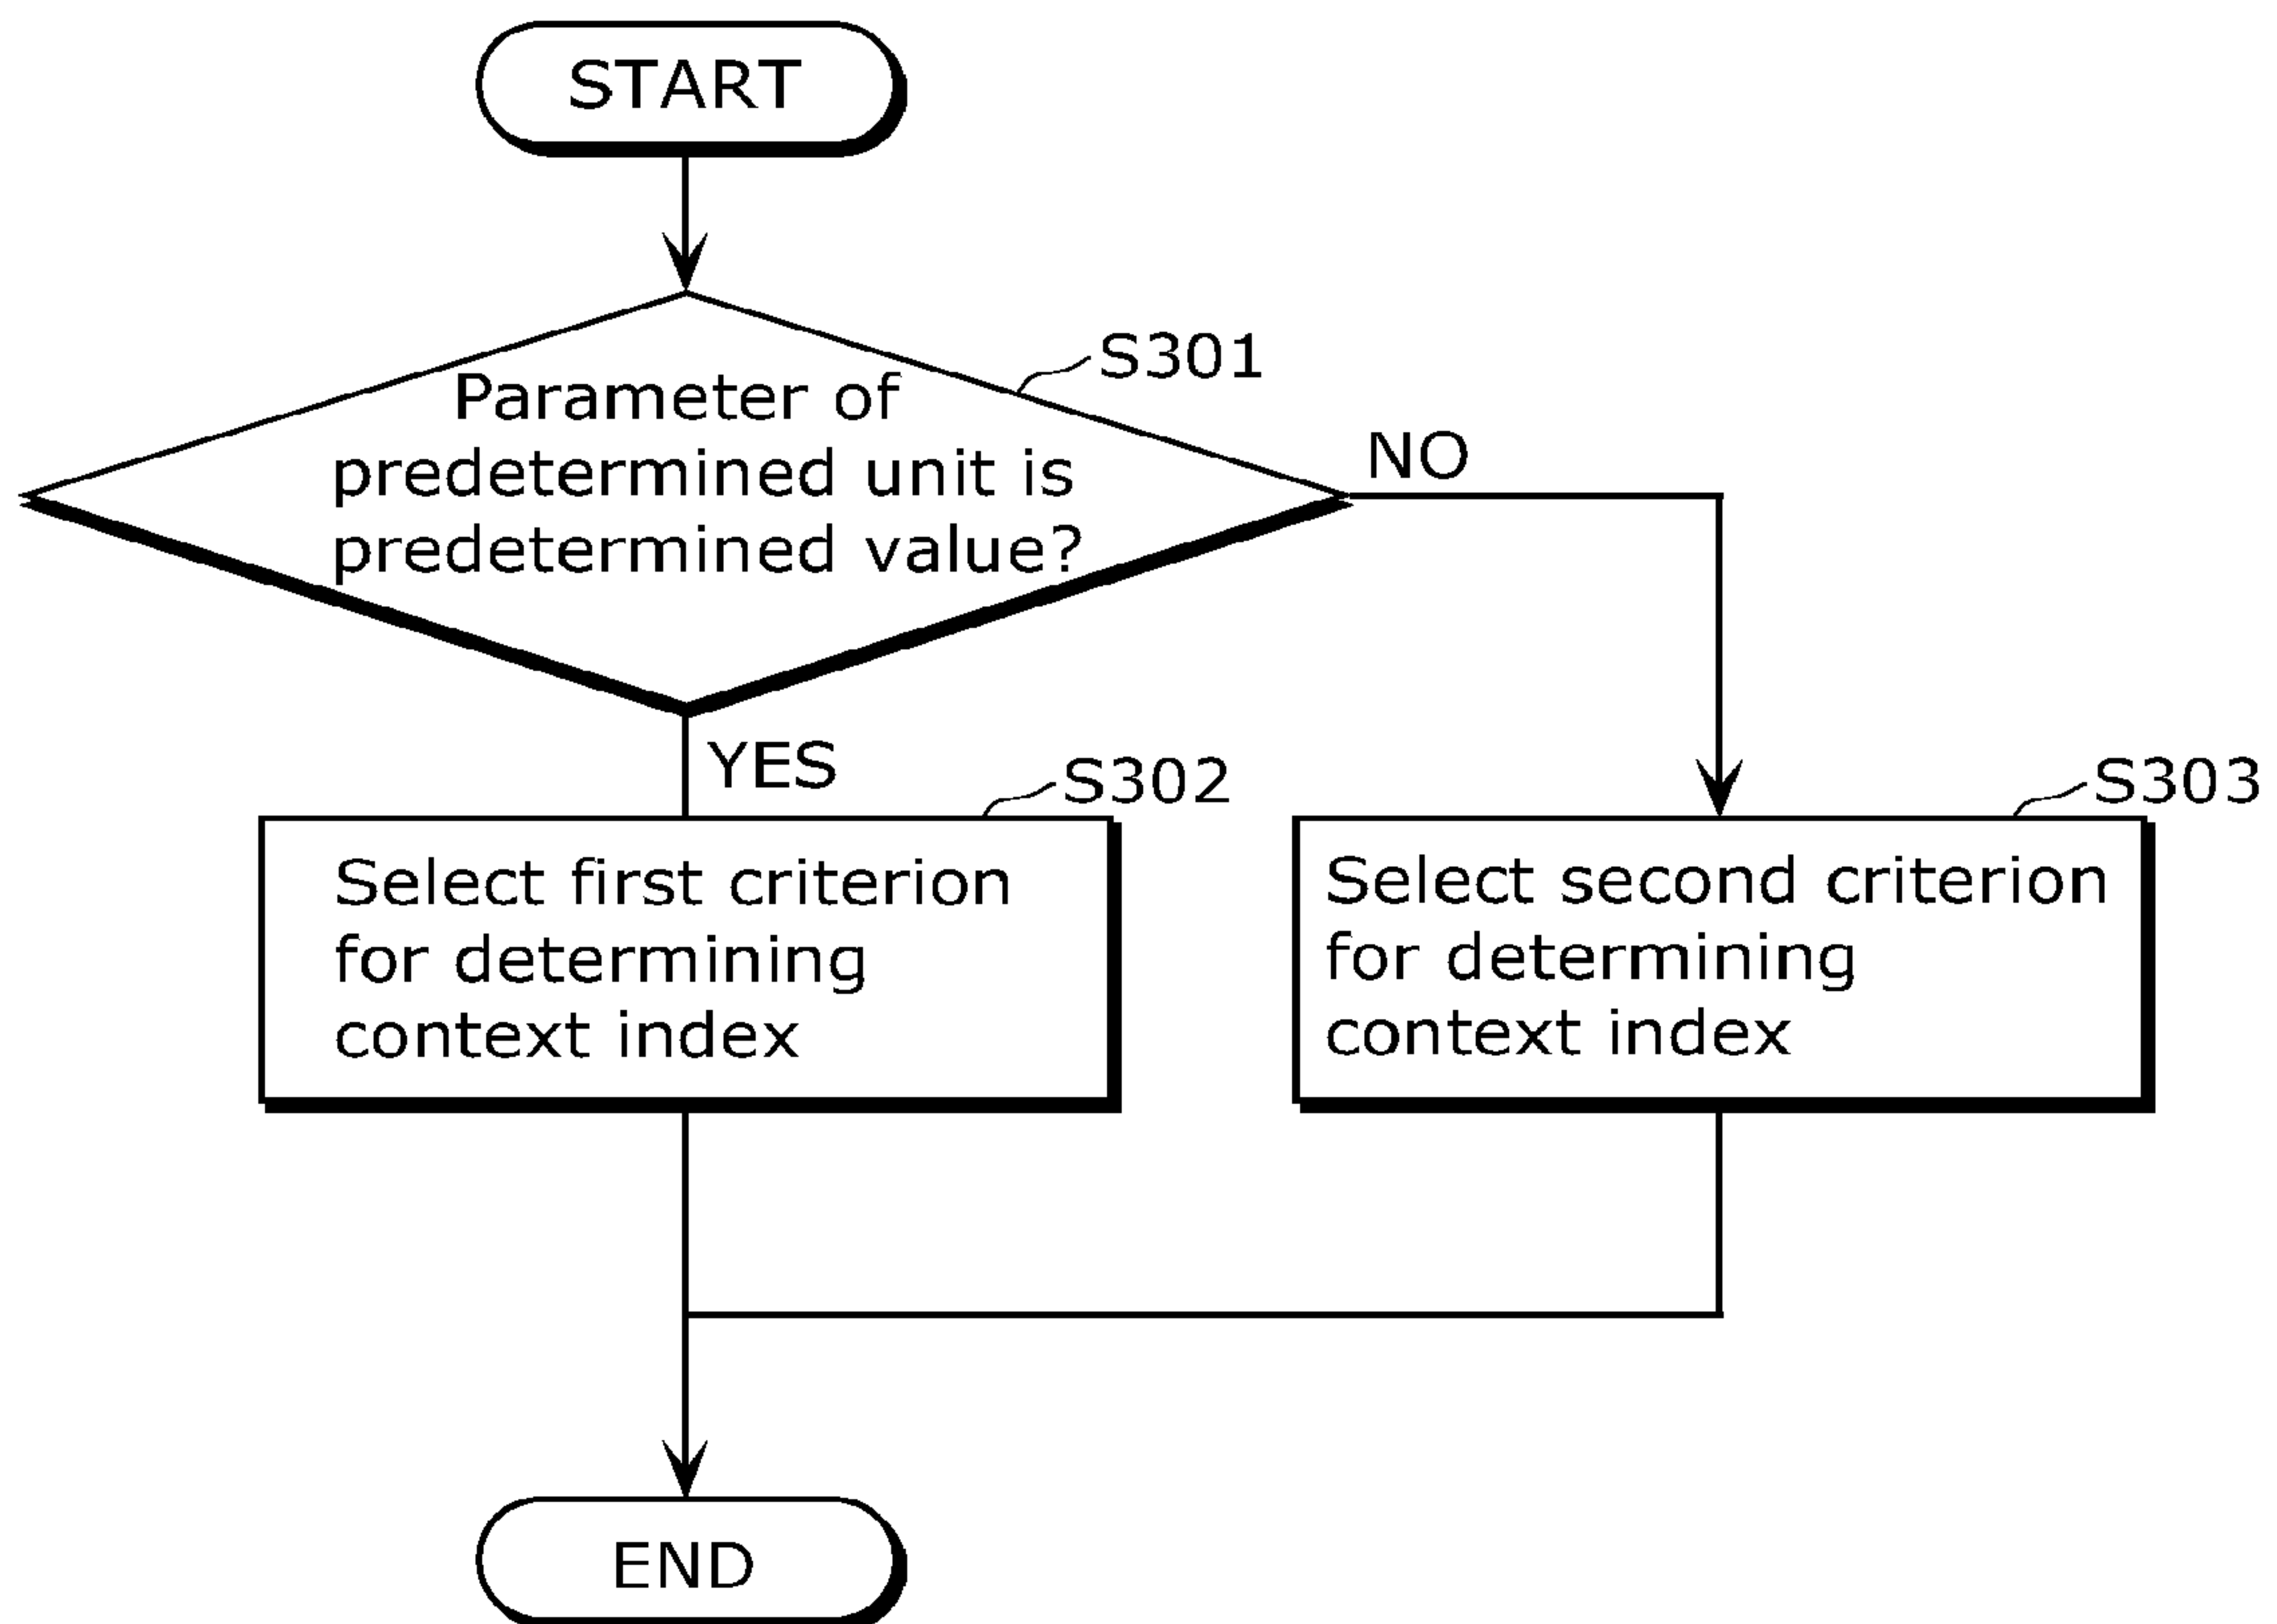 START
S301
Parameter of
predetermined unit is
predetermined value?
NO
YES
S302
Select first criterion
for determining
context index
S303
Select second criterion
for determining
context index
END